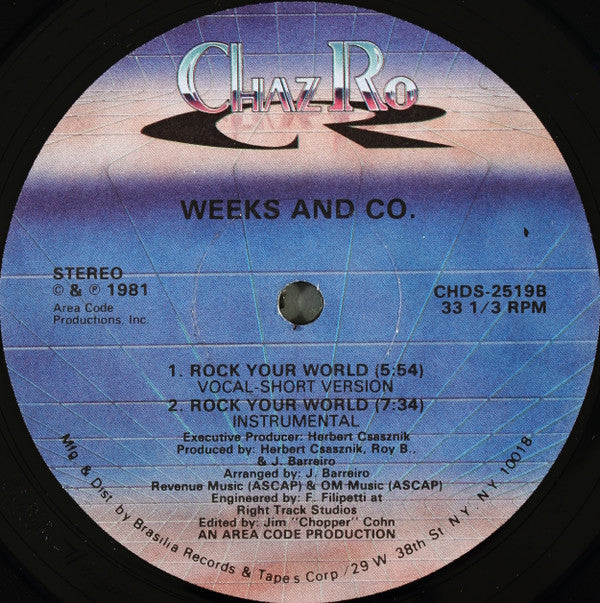 CHAZ RO
WEEKS AND CO.
STEREO
© & ℗ 1981
Area Code
Productions, Inc.
CHDS-2519B
33 1/3 RPM
1. ROCK YOUR WORLD (5:54)
VOCAL-SHORT VERSION
2. ROCK YOUR WORLD (7:34)
INSTRUMENTAL
Executive Producer: Herbert Csasznik
Produced by: Herbert Csasznik, Roy B.,
& J. Barreiro
Arranged by: J. Barreiro
Revenue Music (ASCAP) & OM Music (ASCAP)
Engineered by: F. Filipetti at
Right Track Studios
Edited by: Jim "Chopper" Cohn
AN AREA CODE PRODUCTION
Mfg. & Dist. by Brasilia Records & Tapes Corp./29 W. 38th St N.Y. N.Y. 10018